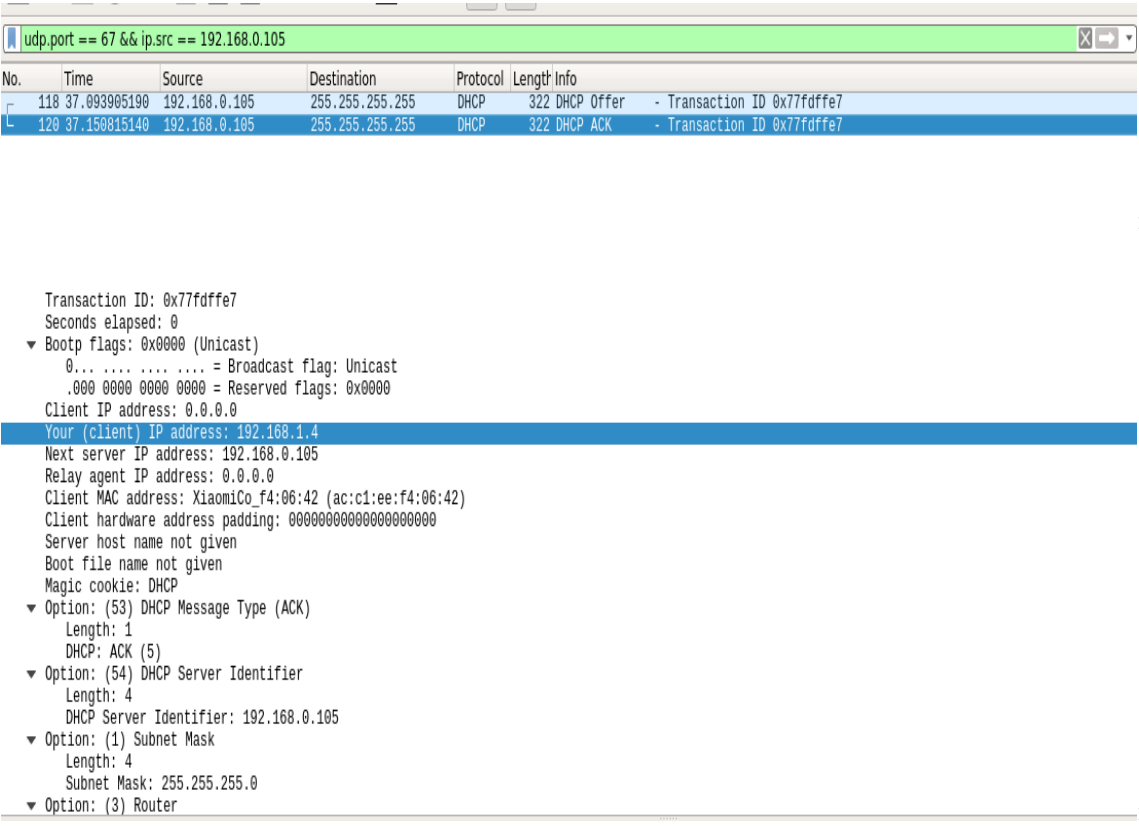 udp.port == 67 && ip.src == 192.168.0.105
No. Time Source Destination Protocol Length Info
118 37.093905190 192.168.0.105 255.255.255.255 DHCP 322 DHCP Offer - Transaction ID 0x77fdffe7
120 37.150815140 192.168.0.105 255.255.255.255 DHCP 322 DHCP ACK - Transaction ID 0x77fdffe7
Transaction ID: 0x77fdffe7
Seconds elapsed: 0
Bootp flags: 0x0000 (Unicast)
0... .... .... .... = Broadcast flag: Unicast
.000 0000 0000 0000 = Reserved flags: 0x0000
Client IP address: 0.0.0.0
Your (client) IP address: 192.168.1.4
Next server IP address: 192.168.0.105
Relay agent IP address: 0.0.0.0
Client MAC address: XiaomiCo_f4:06:42 (ac:c1:ee:f4:06:42)
Client hardware address padding: 00000000000000000000
Server host name not given
Boot file name not given
Magic cookie: DHCP
Option: (53) DHCP Message Type (ACK)
Length: 1
DHCP: ACK (5)
Option: (54) DHCP Server Identifier
Length: 4
DHCP Server Identifier: 192.168.0.105
Option: (1) Subnet Mask
Length: 4
Subnet Mask: 255.255.255.0
Option: (3) Router